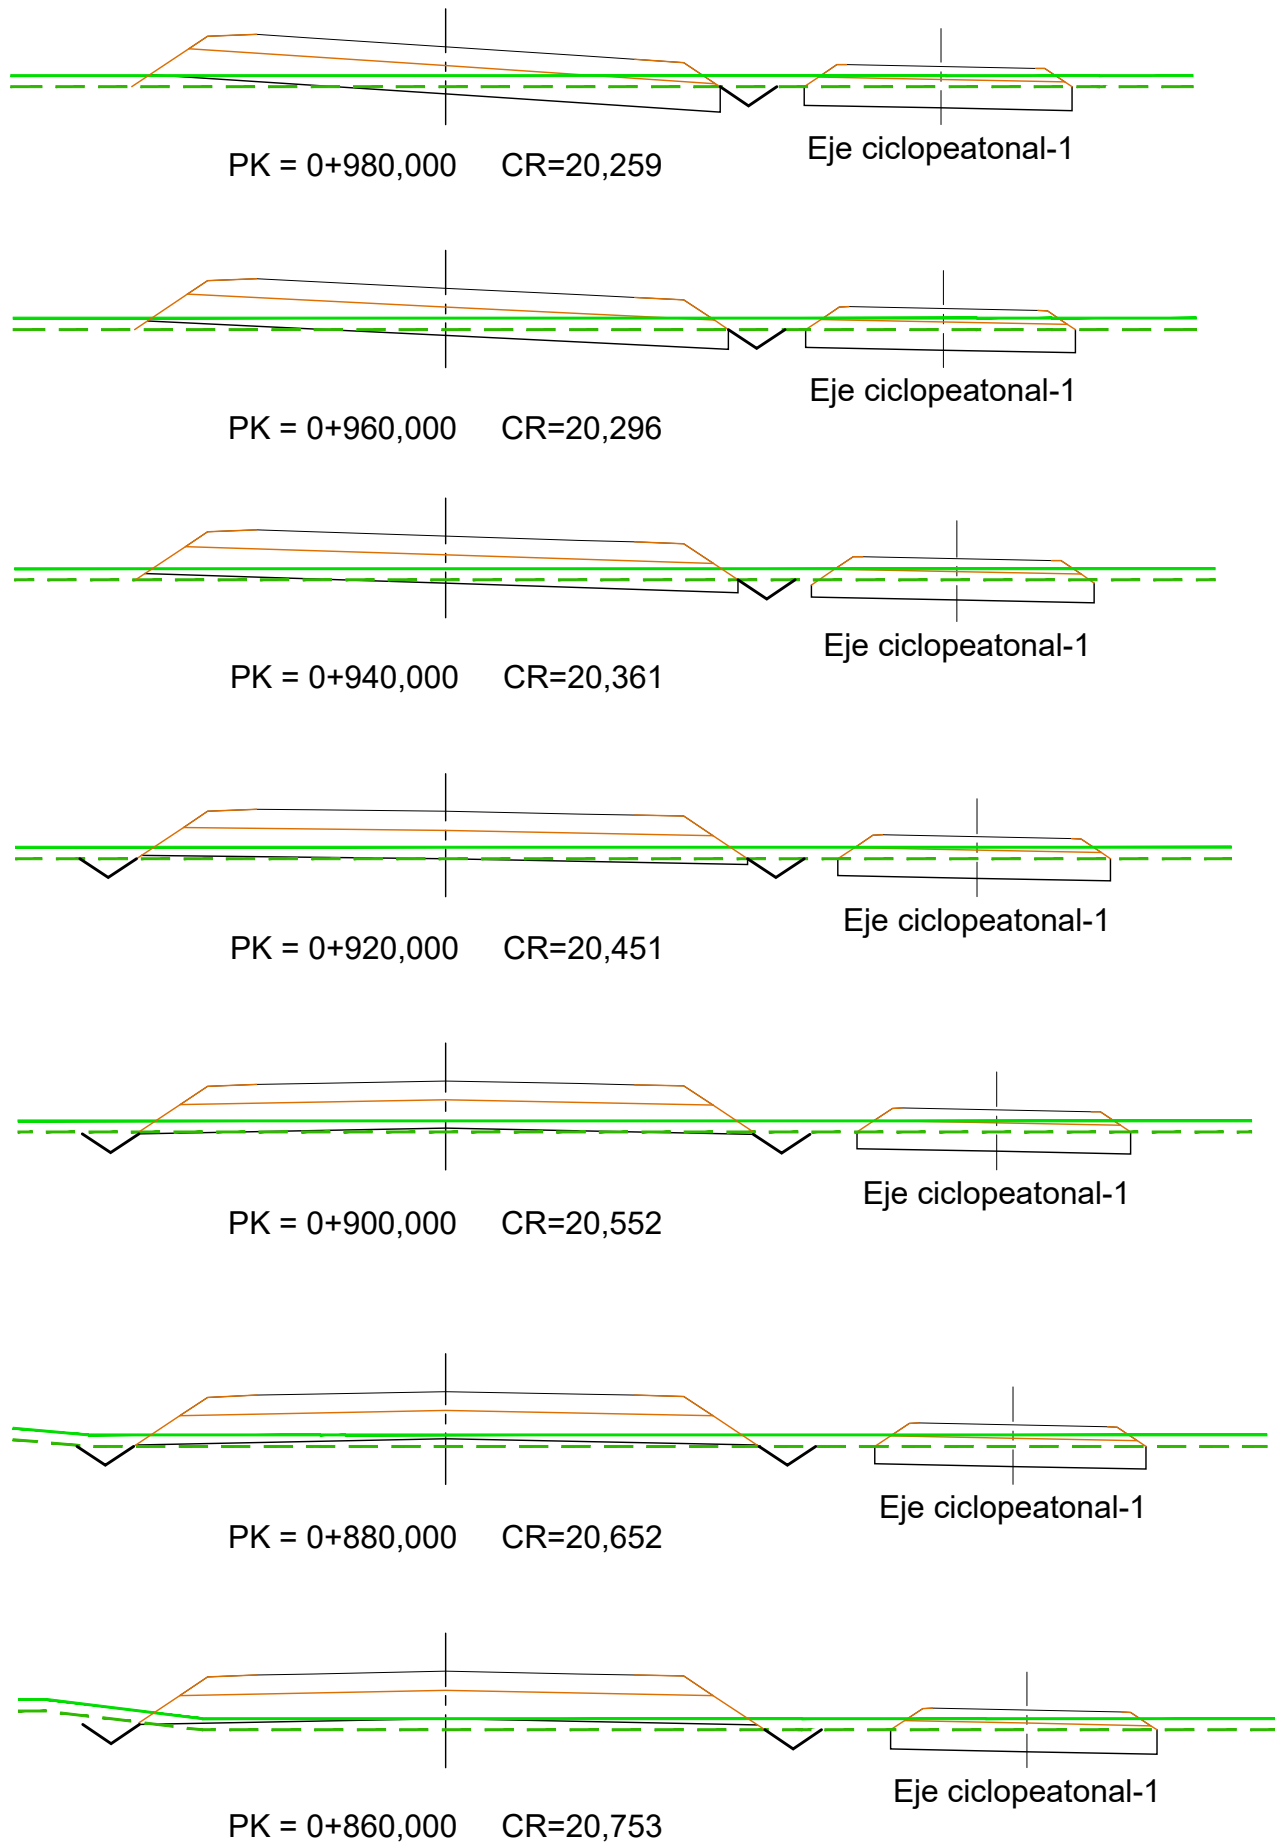 Eje ciclopeatonal-1
PK = 0+980,000 CR=20,259
Eje ciclopeatonal-1
PK = 0+960,000 CR=20,296
Eje ciclopeatonal-1
PK = 0+940,000 CR=20,361
Eje ciclopeatonal-1
PK = 0+920,000 CR=20,451
Eje ciclopeatonal-1
PK = 0+900,000 CR=20,552
Eje ciclopeatonal-1
PK = 0+880,000 CR=20,652
Eje ciclopeatonal-1
PK = 0+860,000 CR=20,753